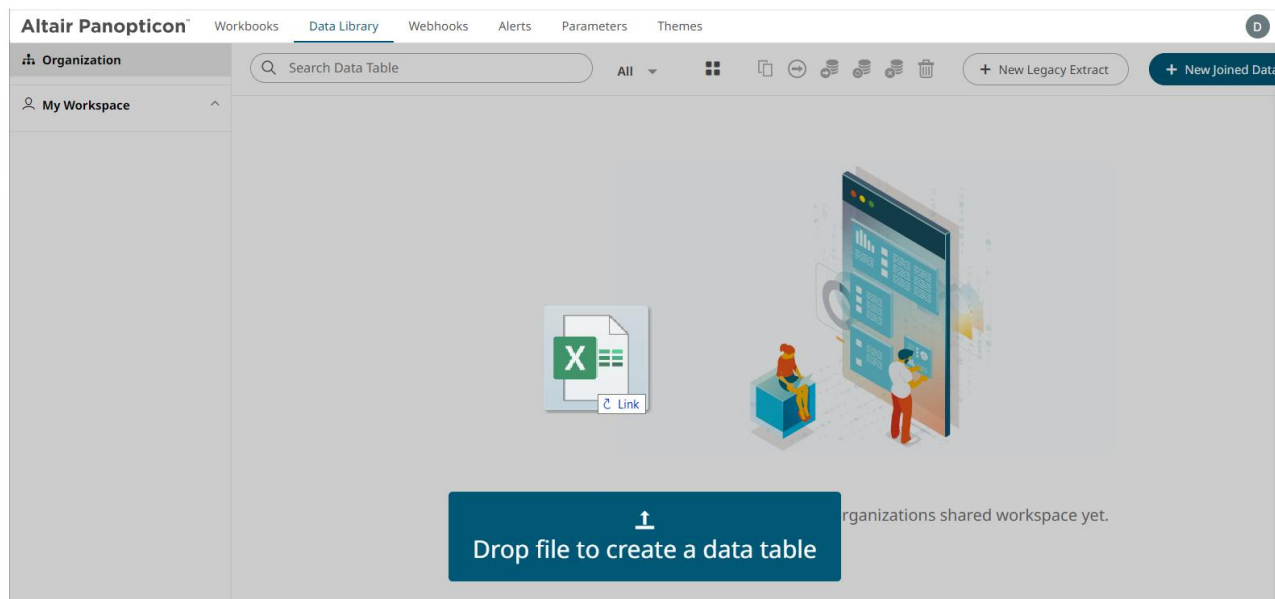 Altair Panopticon™ Workbooks Data Library Webhooks Alerts Parameters Themes D
Organization
Search Data Table All + New Legacy Extract + New Joined Data
My Workspace
X
Link
rganizations shared workspace yet.
Drop file to create a data table